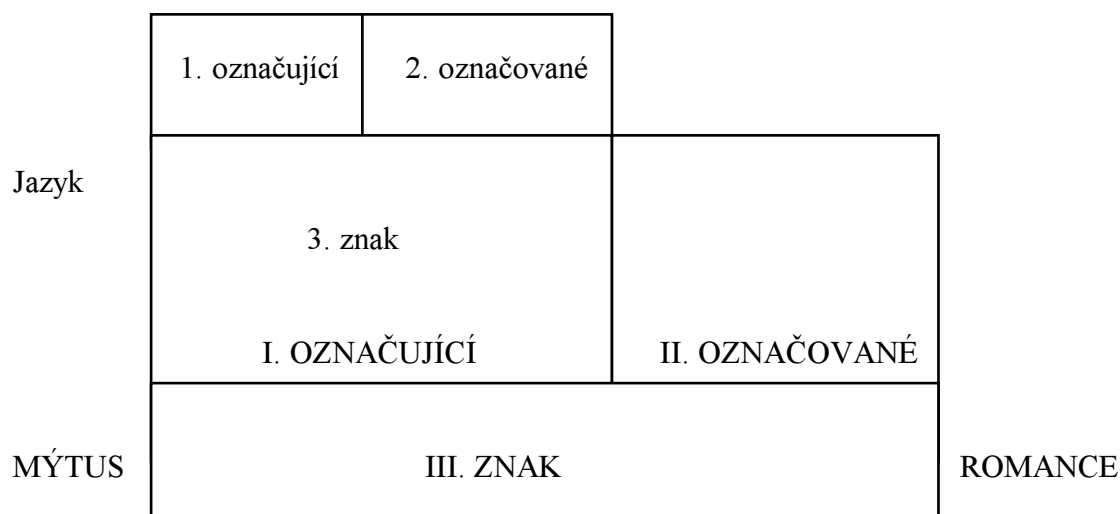 1. označující 2. označované
Jazyk
3. znak
I. OZNAČUJÍCÍ II. OZNAČOVANÉ
MÝTUS III. ZNAK ROMANCE